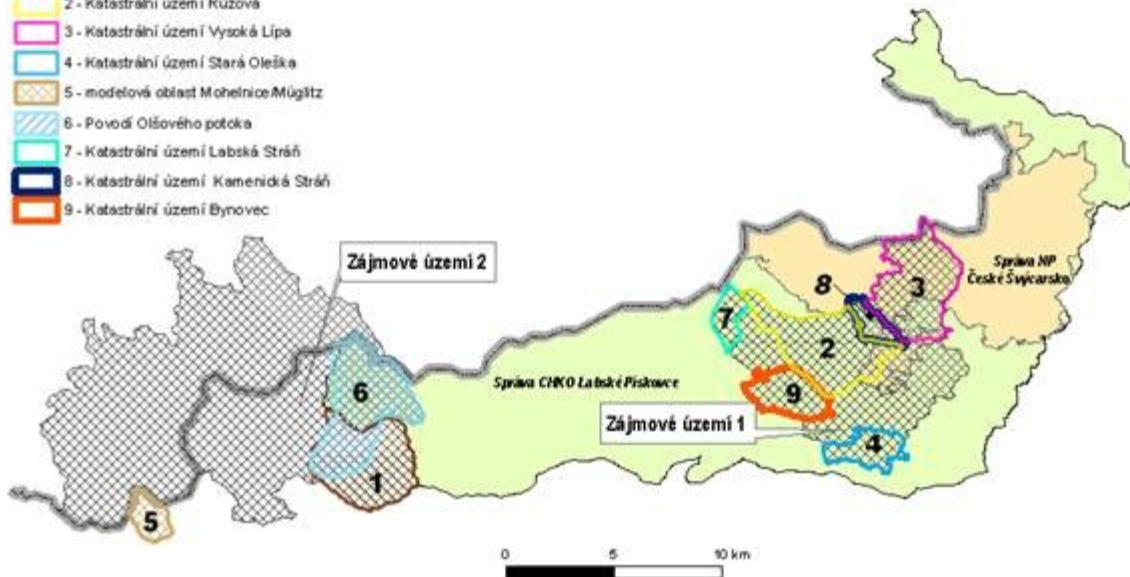 2 - Katastrální území Růžová
3 - Katastrální území Vysoká Lípa
4 - Katastrální území Stará Oleška
5 - modelová oblast Mohelnice/Müglitz
6 - Povodí Olšového potoka
7 - Katastrální území Labská Stráň
8 - Katastrální území Kamenická Stráň
9 - Katastrální území Bynovec
Zájmové území 2
Správa NP
České Švýcarsko
8
3
7
2
Správa CHKO Labské Pískovce
6
9
Zájmové území 1
4
1
5
0 5 10 km